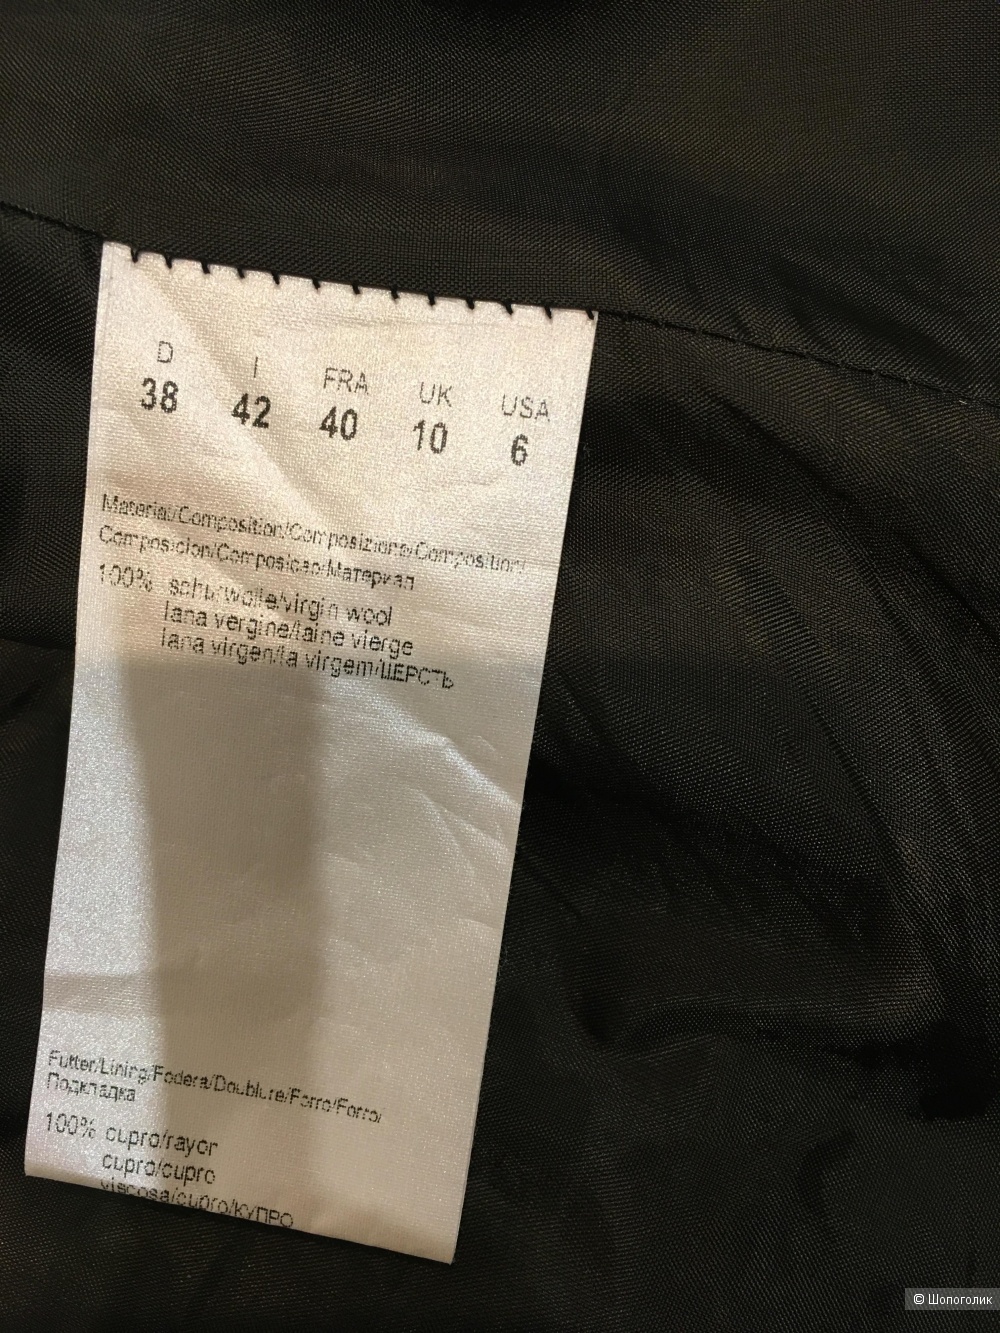 D I FRA UK USA
38 42 40 10 6
Material/Composition/Composizione/Composition/
Composicion/Composicao/Материал
100% schurwolle/virgin wool
lana vergine/laine vierge
lana virgen/la virgem/ШЕРСТЬ
Futter/Lining/Fodera/Doublure/Forro/Forro/
Подкладка
100% cupro/rayon
cupro/cupro
viscosa/cupro/КУПРО
© Шопоголик